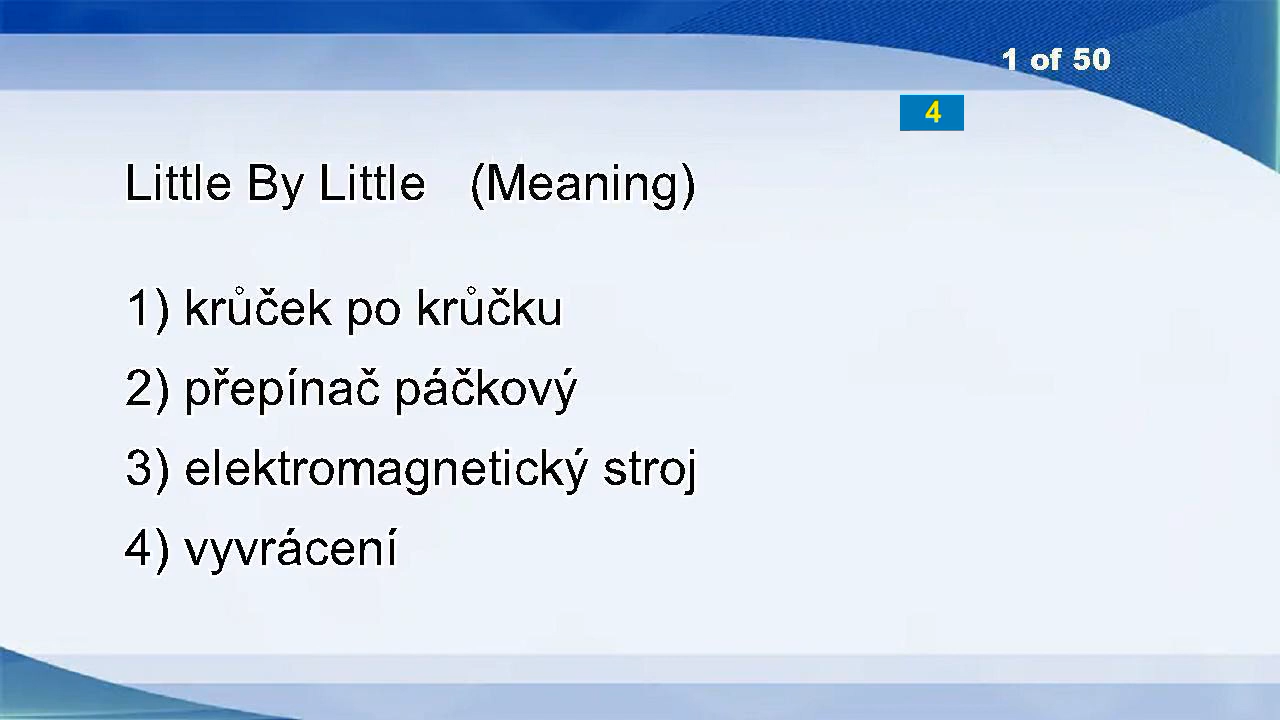 1 of 50
4
Little By Little (Meaning)
1) krůček po krůčku
2) přepínač páčkový
3) elektromagnetický stroj
4) vyvrácení